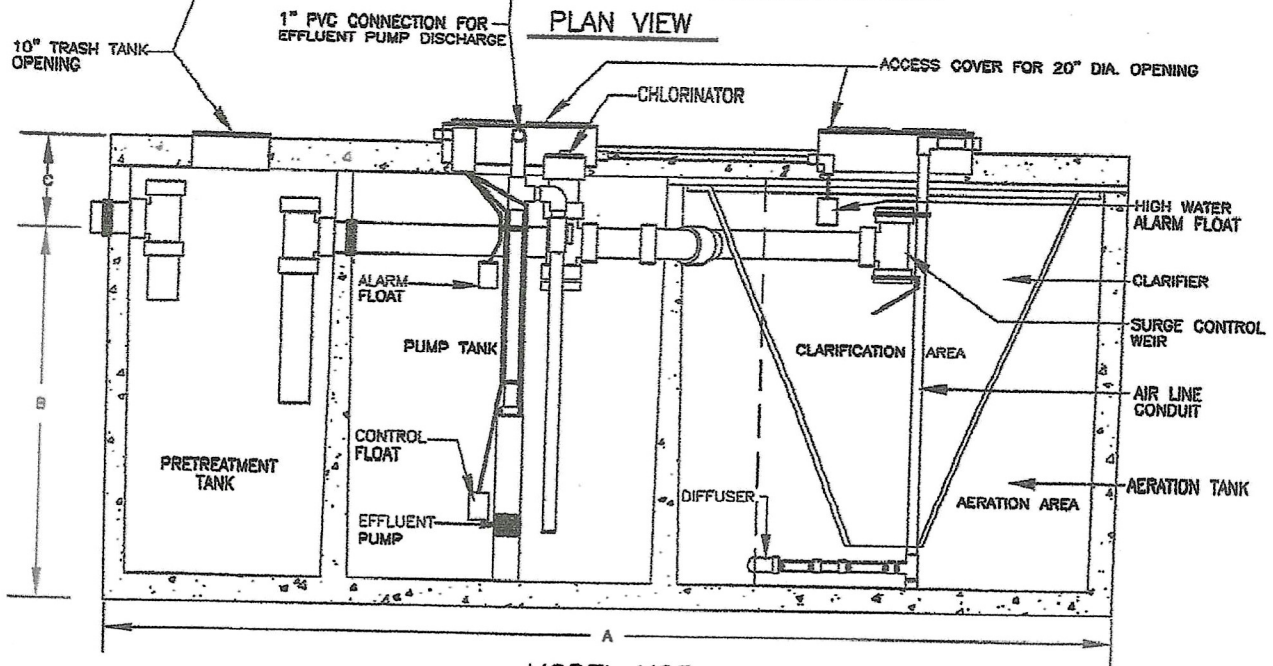 PLAN VIEW
1" PVC CONNECTION FOR
EFFLUENT PUMP DISCHARGE
10" TRASH TANK
OPENING
ACCESS COVER FOR 20" DIA. OPENING
CHLORINATOR
C
HIGH WATER
ALARM FLOAT
ALARM
FLOAT
CLARIFIER
SURGE CONTROL
WEIR
PUMP TANK
CLARIFICATION AREA
AIR LINE
CONDUIT
B
CONTROL
FLOAT
PRETREATMENT
TANK
DIFFUSER
AERATION AREA
AERATION TANK
EFFLUENT
PUMP
A